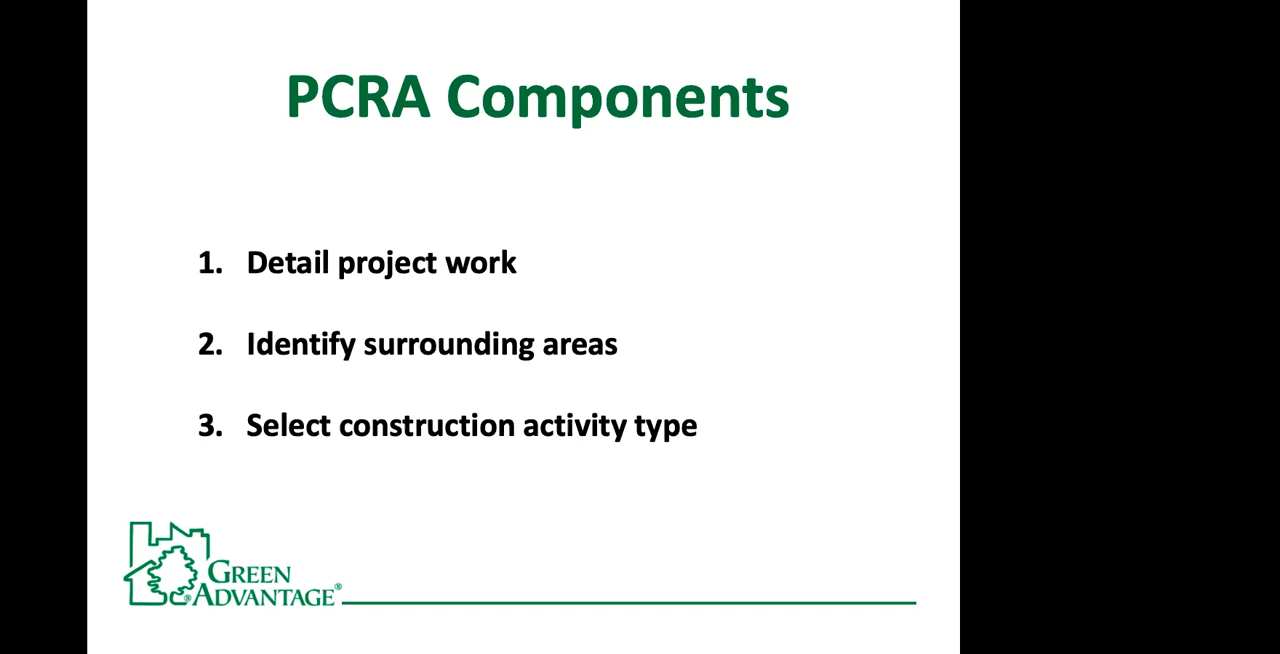 PCRA Components
1. Detail project work
2. Identify surrounding areas
3. Select construction activity type
GREEN
®ADVANTAGE®